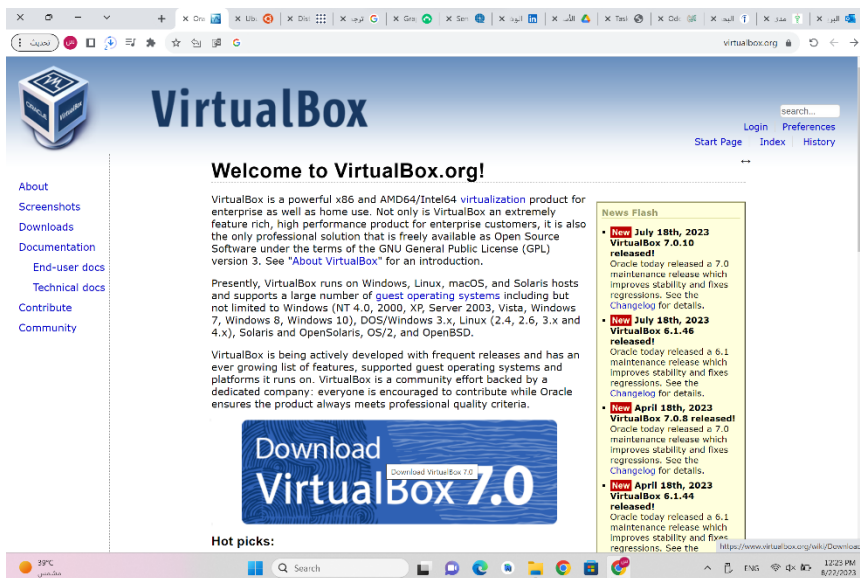 تحديث
virtualbox.org
VirtualBox
search...
Login Preferences
Start Page Index History
About
Screenshots
Downloads
Documentation
End-user docs
Technical docs
Contribute
Community
Welcome to VirtualBox.org!
VirtualBox is a powerful x86 and AMD64/Intel64 virtualization product for
enterprise as well as home use. Not only is VirtualBox an extremely
feature rich, high performance product for enterprise customers, it is also
the only professional solution that is freely available as Open Source
Software under the terms of the GNU General Public License (GPL)
version 3. See "About VirtualBox" for an introduction.
Presently, VirtualBox runs on Windows, Linux, macOS, and Solaris hosts
and supports a large number of guest operating systems including but
not limited to Windows (NT 4.0, 2000, XP, Server 2003, Vista, Windows
7, Windows 8, Windows 10), DOS/Windows 3.x, Linux (2.4, 2.6, 3.x and
4.x), Solaris and OpenSolaris, OS/2, and OpenBSD.
VirtualBox is being actively developed with frequent releases and has an
ever growing list of features, supported guest operating systems and
platforms it runs on. VirtualBox is a community effort backed by a
dedicated company: everyone is encouraged to contribute while Oracle
ensures the product always meets professional quality criteria.
Download
VirtualBox 7.0
Download VirtualBox 7.0
Hot picks:
News Flash
New July 18th, 2023
VirtualBox 7.0.10
released!
Oracle today released a 7.0
maintenance release which
improves stability and fixes
regressions. See the
Changelog for details.
New July 18th, 2023
VirtualBox 6.1.46
released!
Oracle today released a 6.1
maintenance release which
improves stability and fixes
regressions. See the
Changelog for details.
New April 18th, 2023
VirtualBox 7.0.8 released!
Oracle today released a 7.0
maintenance release which
improves stability and fixes
regressions. See the
Changelog for details.
New April 18th, 2023
VirtualBox 6.1.44
released!
Oracle today released a 6.1
maintenance release which
improves stability and fixes
regressions. See the
https://www.virtualbox.org/wiki/Downloac
39°C
مشمس
Search
ENG
12:23 PM
8/22/2023